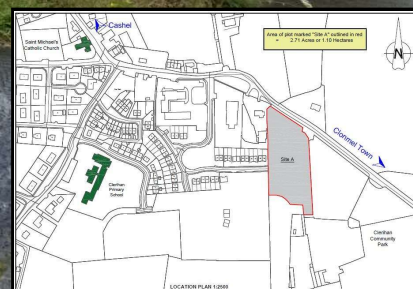 Cashel
Saint Michael's
Catholic Church
Area of plot marked "Site A" outlined in red
= 2.71 Acres or 1.10 Hectares
N
Clonmel Town
Site A
Clerihan
Primary
School
Clerihan
Community
Park
LOCATION PLAN 1:2500